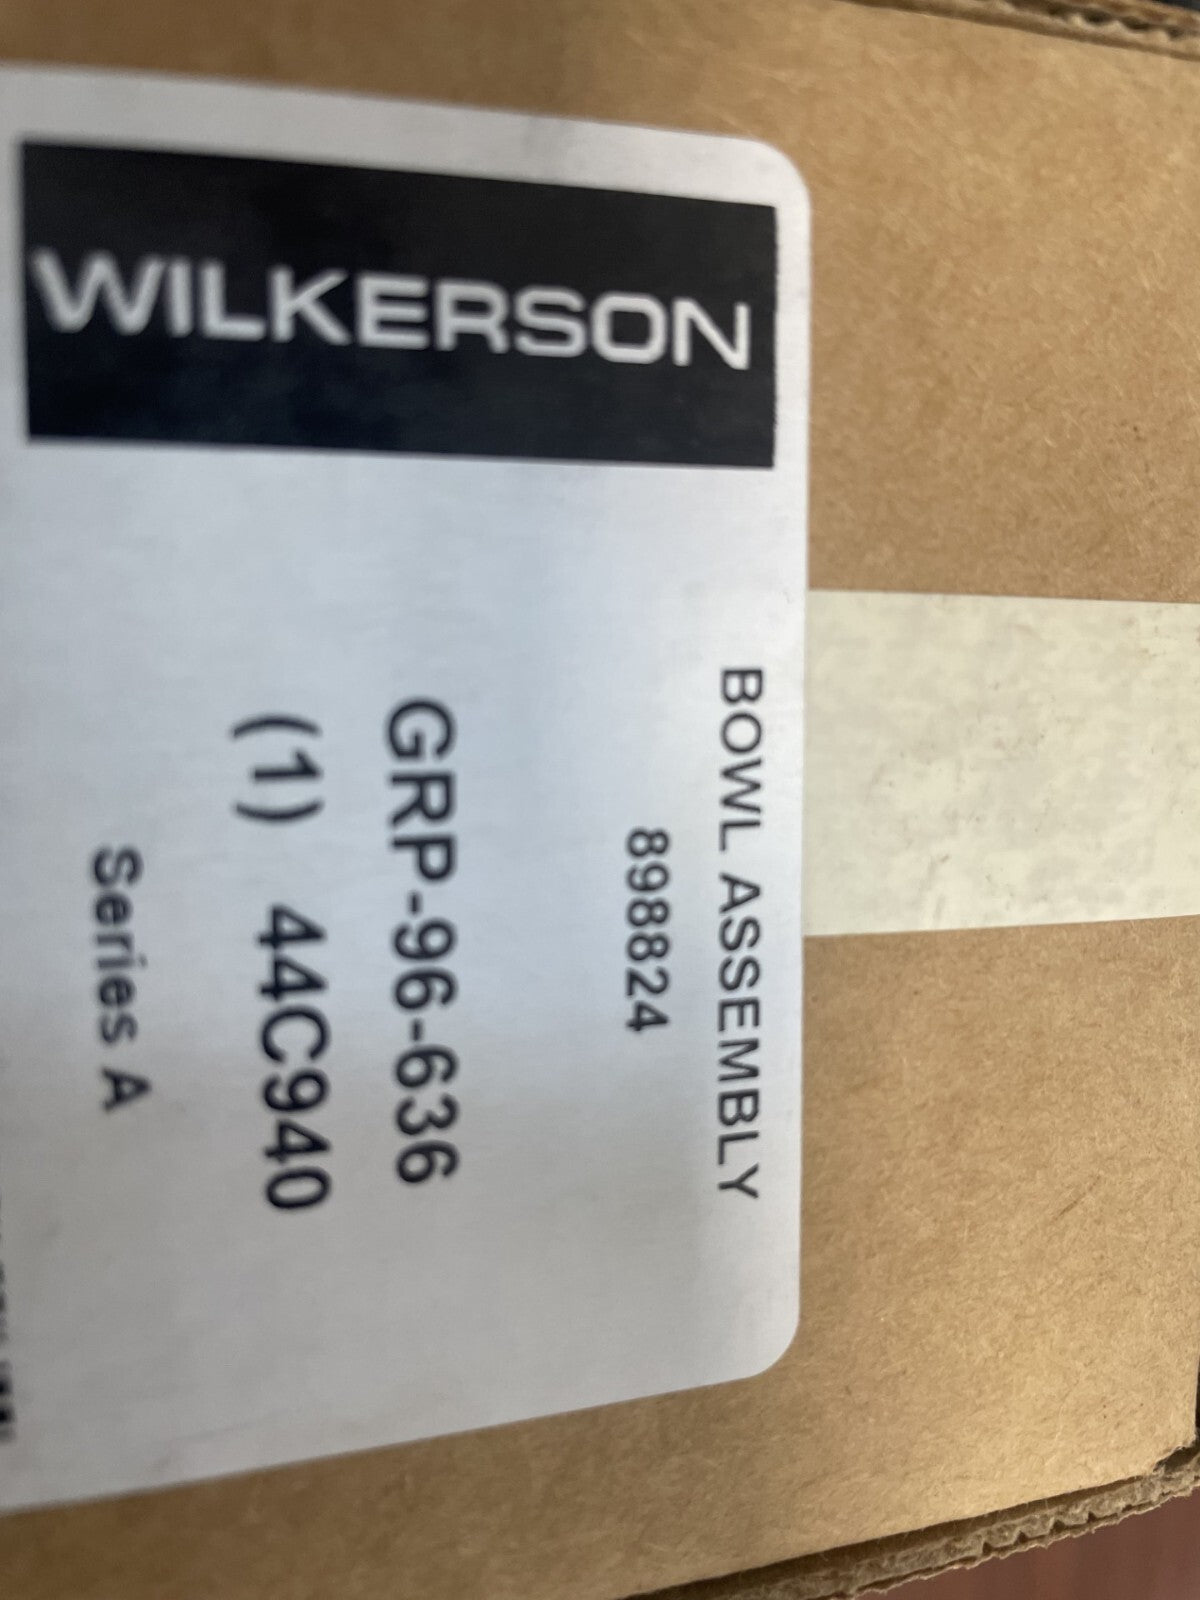 WILKERSON
BOWL ASSEMBLY
898824
GRP-96-636
(1) 44C940
Series A